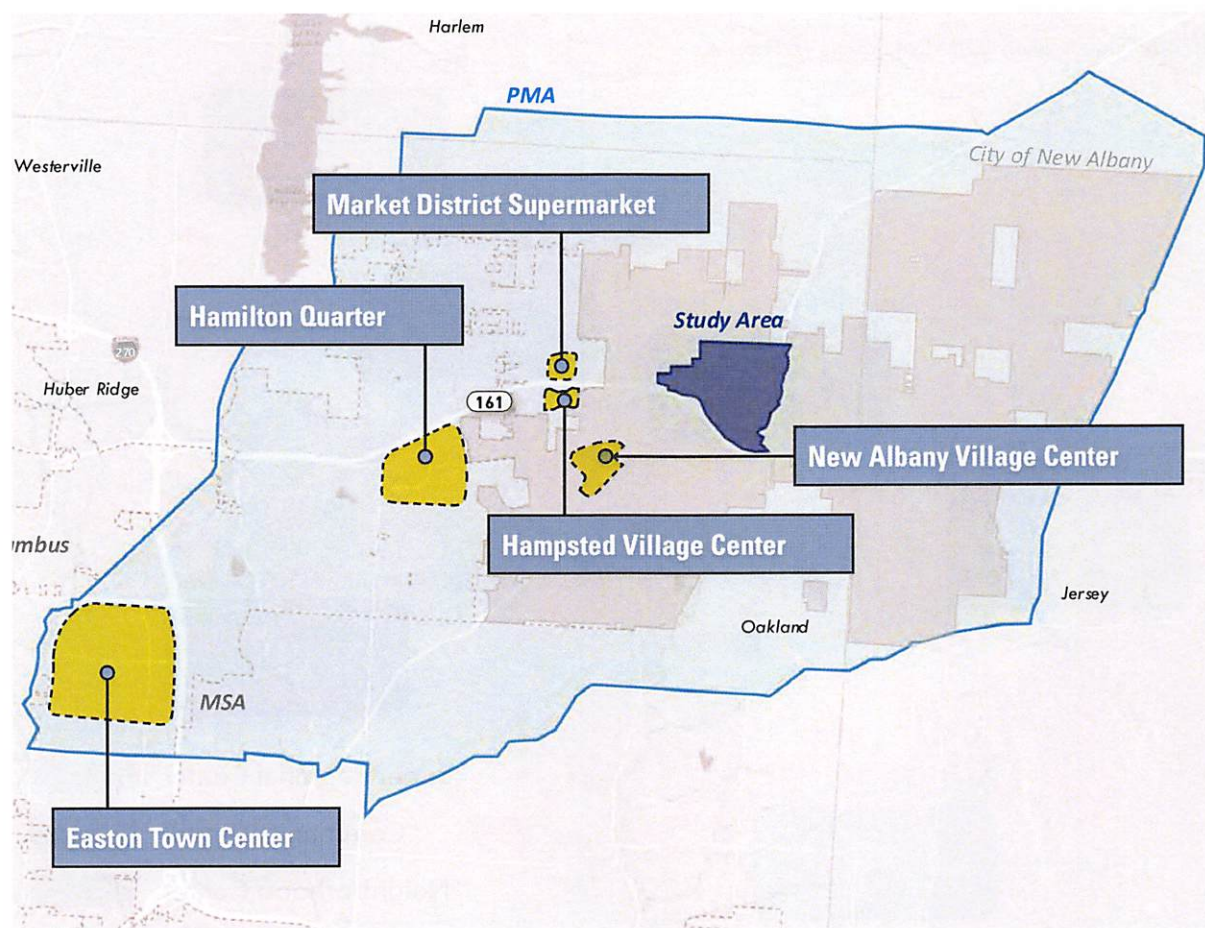 Harlem
PMA
City of New Albany
Westerville
Market District Supermarket
Hamilton Quarter
Study Area
270
Huber Ridge
161
New Albany Village Center
Hampsted Village Center
umbus
Jersey
Oakland
MSA
Easton Town Center